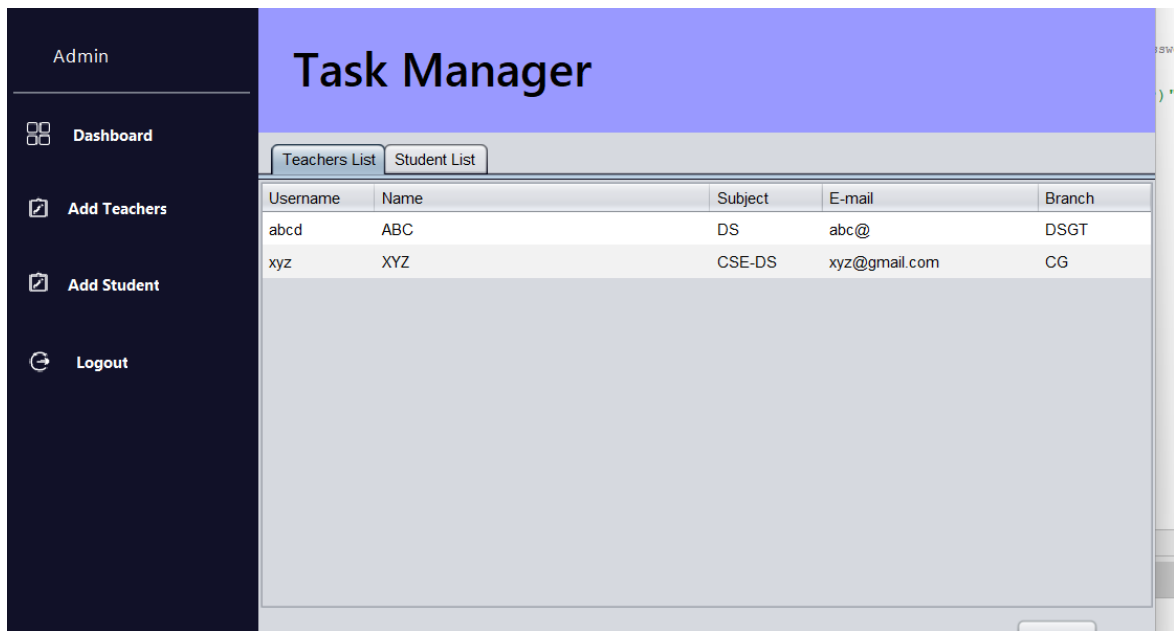 Admin
Task Manager
Dashboard
Add Teachers
Add Student
Logout
Teachers List Student List
Username Name Subject E-mail Branch
abcd ABC DS abc@ DSGT
xyz XYZ CSE-DS xyz@gmail.com CG